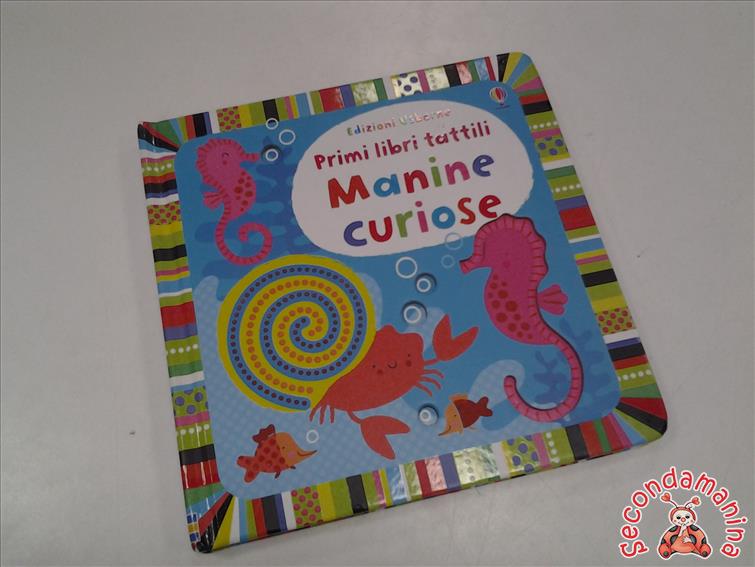 Edizioni Usborne
Primi libri tattili
Manine
curiose
Secondamanina